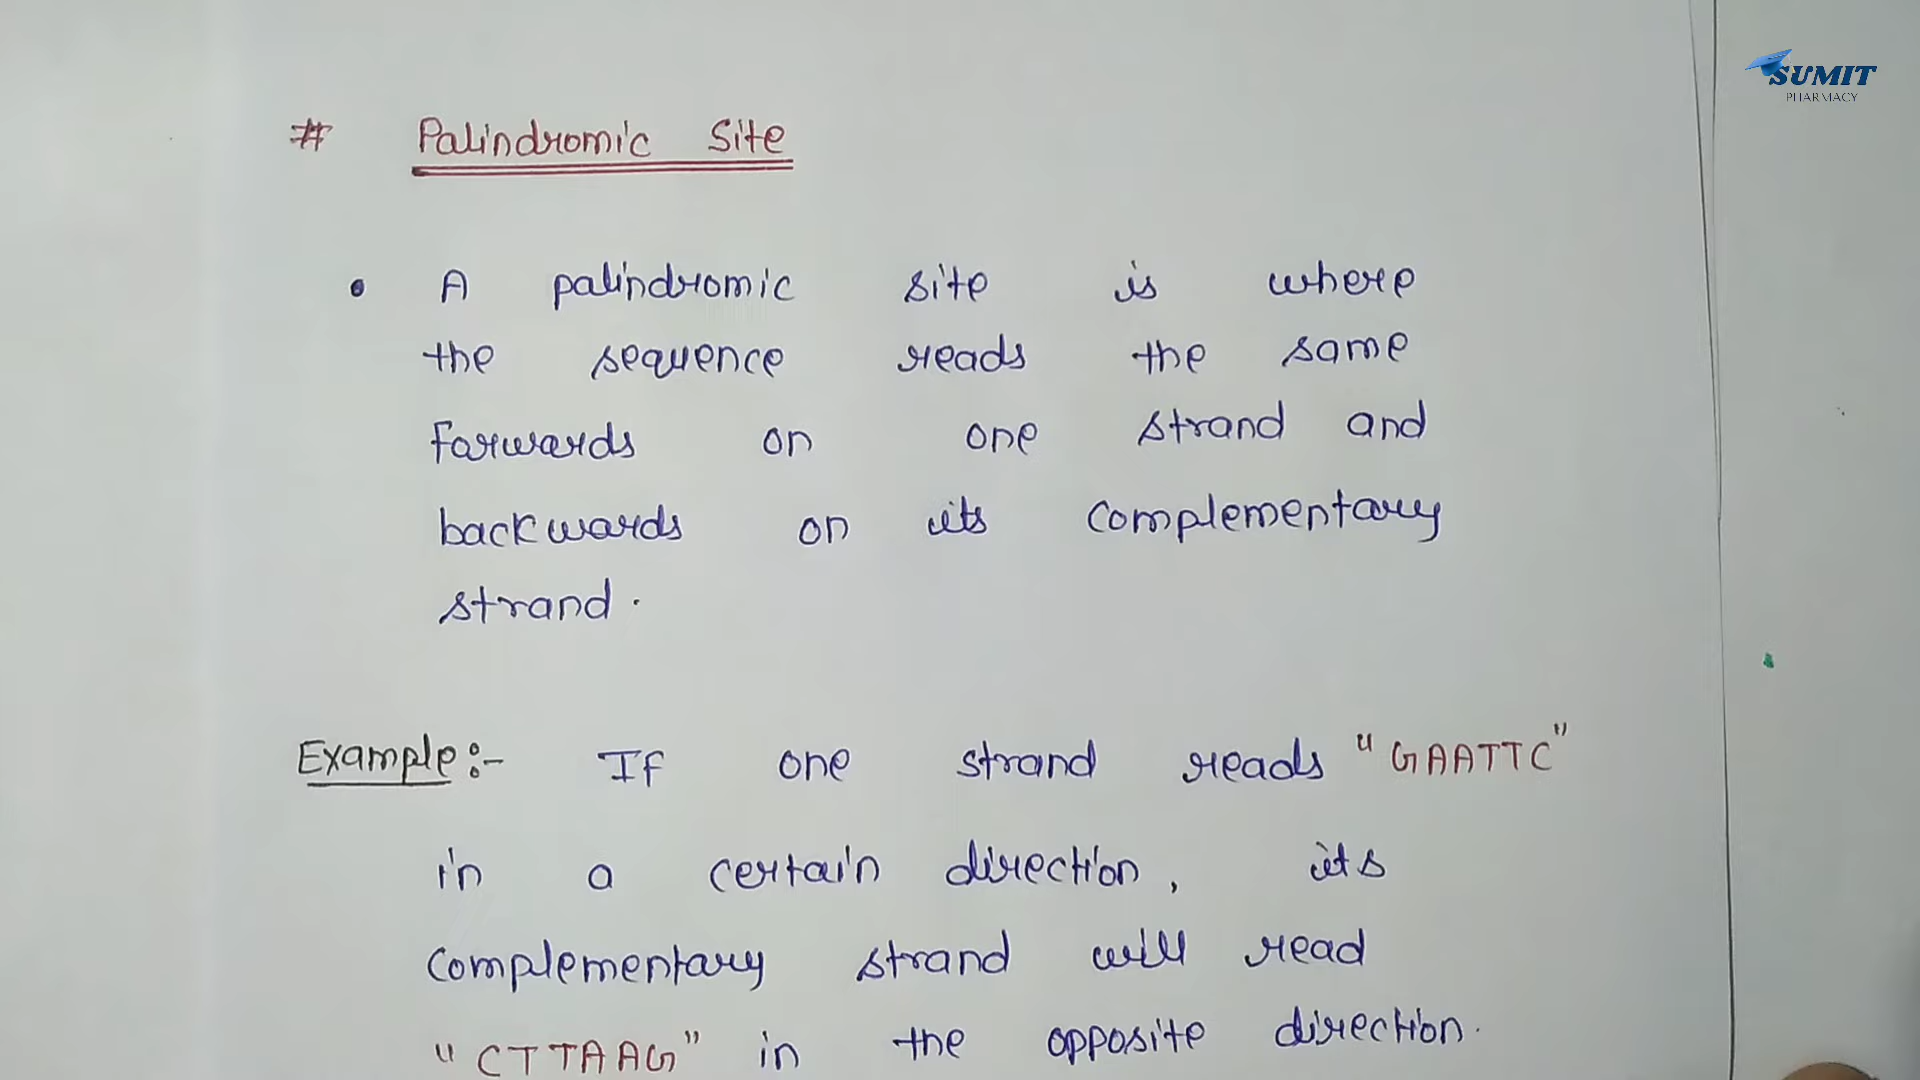 SUMIT
PHARMACY
# Palindromic Site
• A palindromic site is where
the sequence reads the same
forwards on one strand and
backwards on its complementary
strand.
Example:- If one strand reads "GAATTC"
in a certain direction, its
complementary strand will read
"CTTAAG" in the opposite direction.